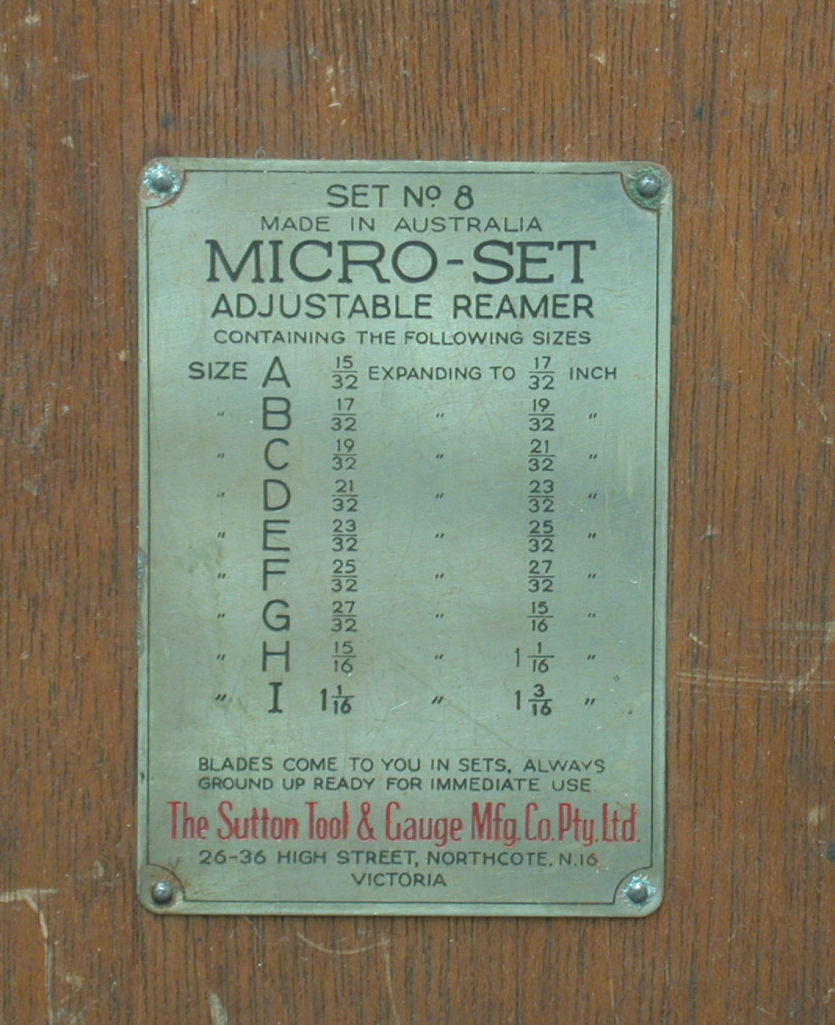 SET Nº 8
MADE IN AUSTRALIA
MICRO-SET
ADJUSTABLE REAMER
CONTAINING THE FOLLOWING SIZES
SIZE A 15/32 EXPANDING TO 17/32 INCH
" B 17/32 " 19/32 "
" C 19/32 " 21/32 "
" D 21/32 " 23/32 "
" E 23/32 " 25/32 "
" F 25/32 " 27/32 "
" G 27/32 " 15/16 "
" H 15/16 " 1 1/16 "
" I 1 1/16 " 1 3/16 "
BLADES COME TO YOU IN SETS, ALWAYS
GROUND UP READY FOR IMMEDIATE USE
The Sutton Tool & Gauge Mfg. Co. Pty. Ltd.
26-36 HIGH STREET, NORTHCOTE. N.16
VICTORIA